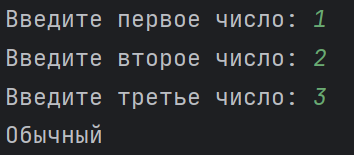 Введите первое число: 1
Введите второе число: 2
Введите третье число: 3
Обычный